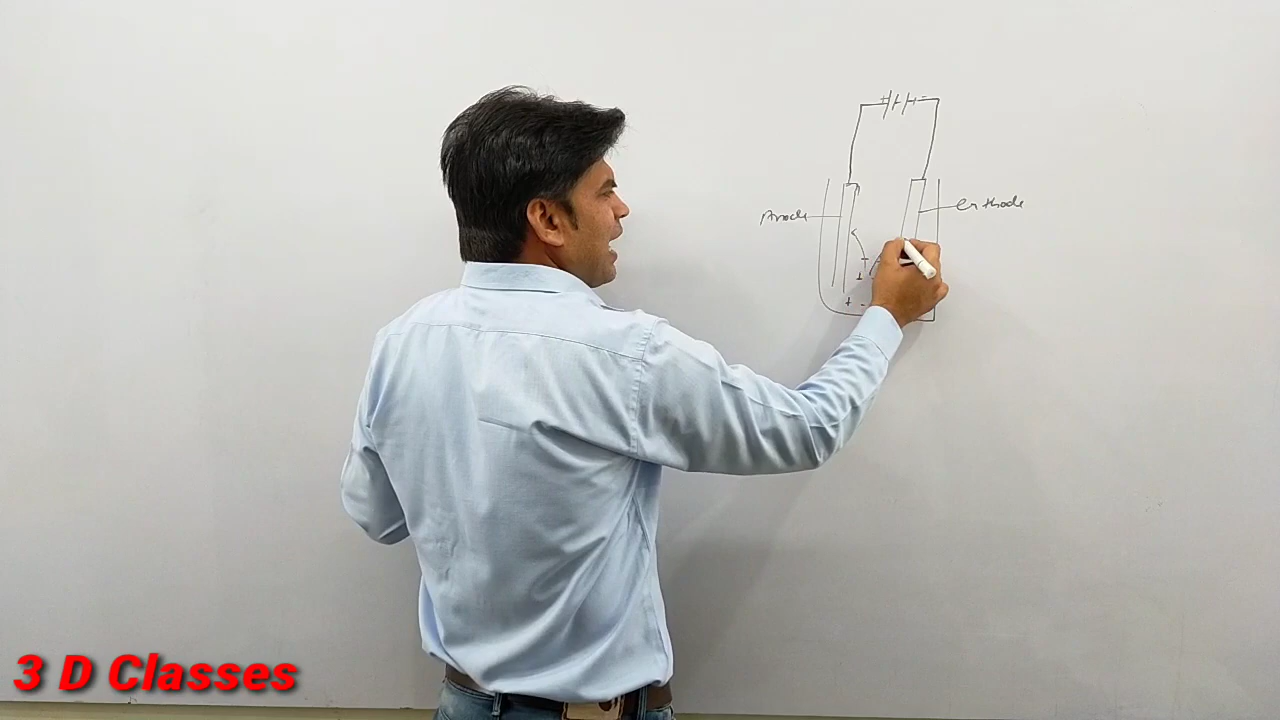 + -
Anode
Cathode
+
+
+ -
3 D Classes